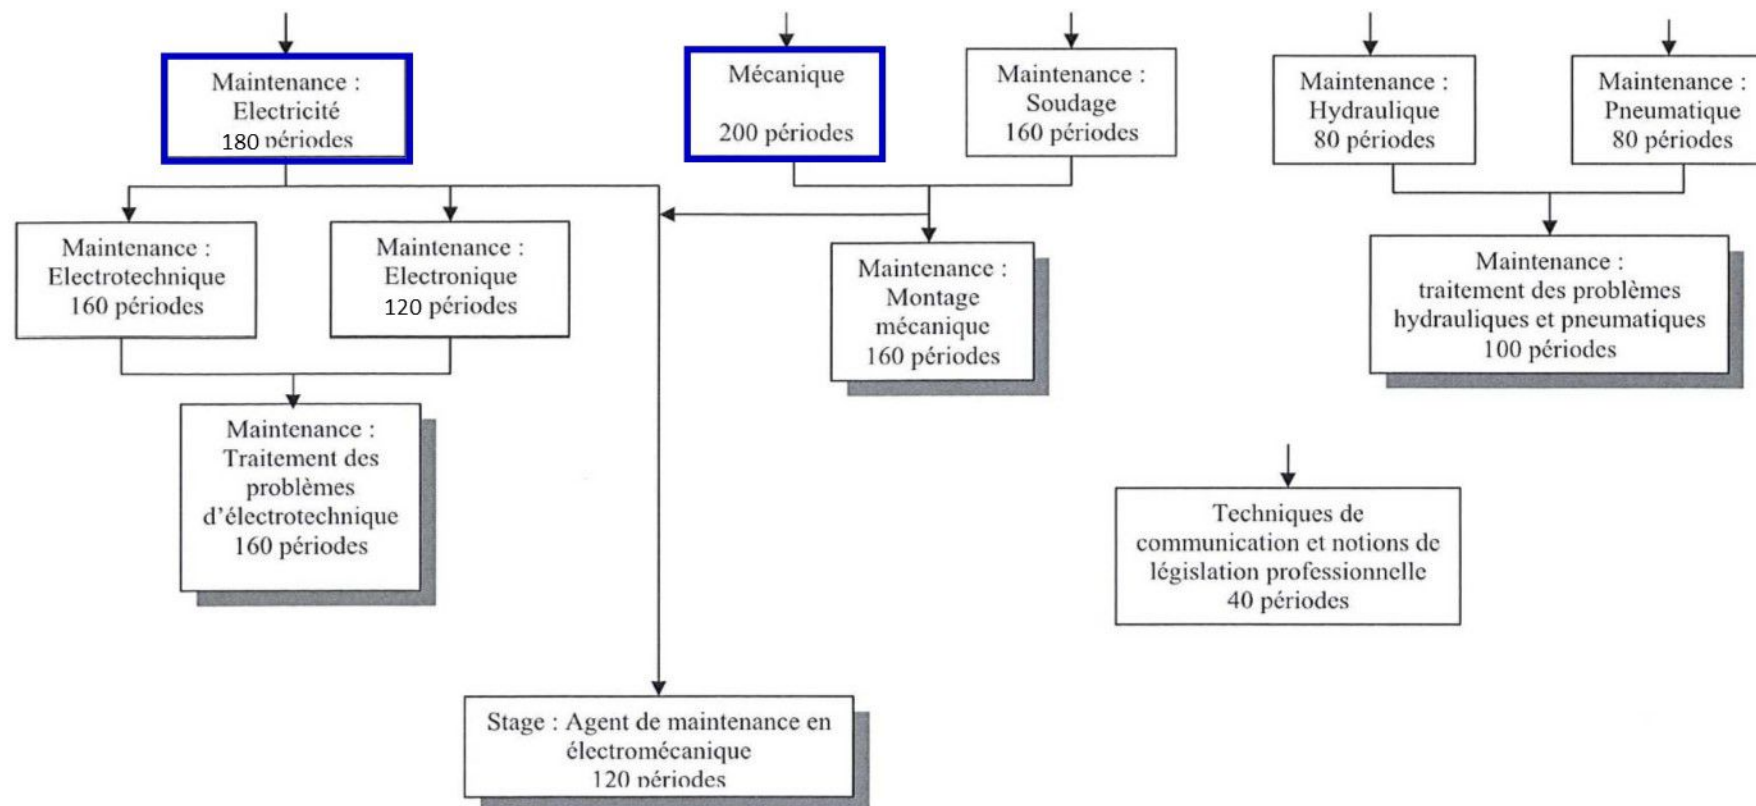 Maintenance :
Electricité
180 périodes
Mécanique
200 périodes
Maintenance :
Soudage
160 périodes
Maintenance :
Hydraulique
80 périodes
Maintenance :
Pneumatique
80 périodes
Maintenance :
Electrotechnique
160 périodes
Maintenance :
Electronique
120 périodes
Maintenance :
Montage
mécanique
160 périodes
Maintenance :
traitement des problèmes
hydrauliques et pneumatiques
100 périodes
Maintenance :
Traitement des
problèmes
d'électrotechnique
160 périodes
Techniques de
communication et notions de
législation professionnelle
40 périodes
Stage : Agent de maintenance en
électromécanique
120 périodes